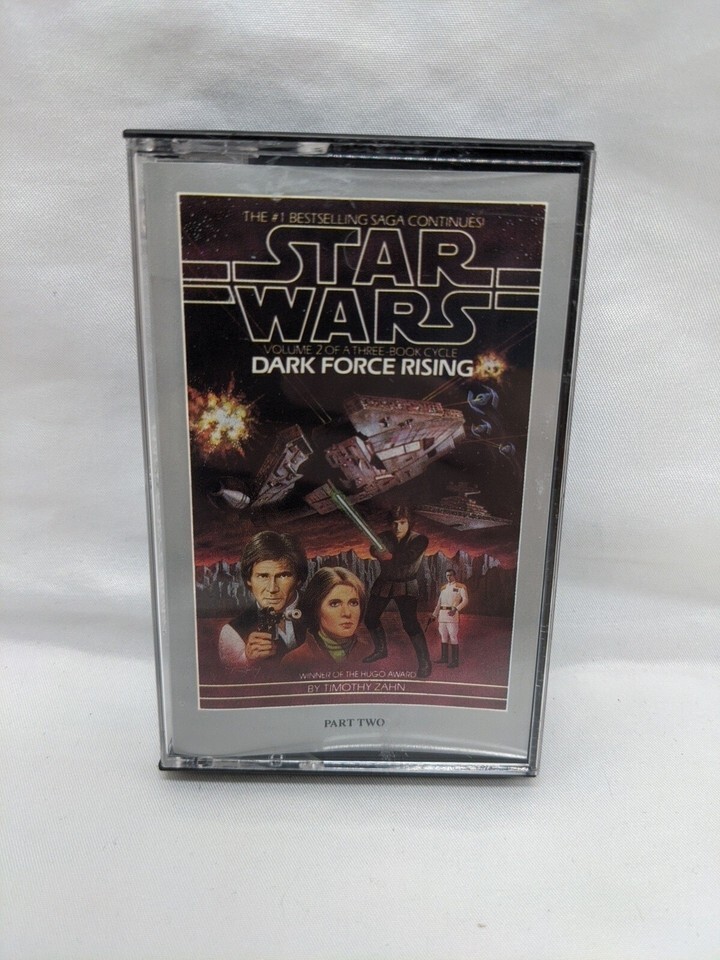 THE #1 BESTSELLING SAGA CONTINUES!
STAR
WARS
VOLUME 2 OF A THREE-BOOK CYCLE
DARK FORCE RISING
WINNER OF THE HUGO AWARD
BY TIMOTHY ZAHN
PART TWO